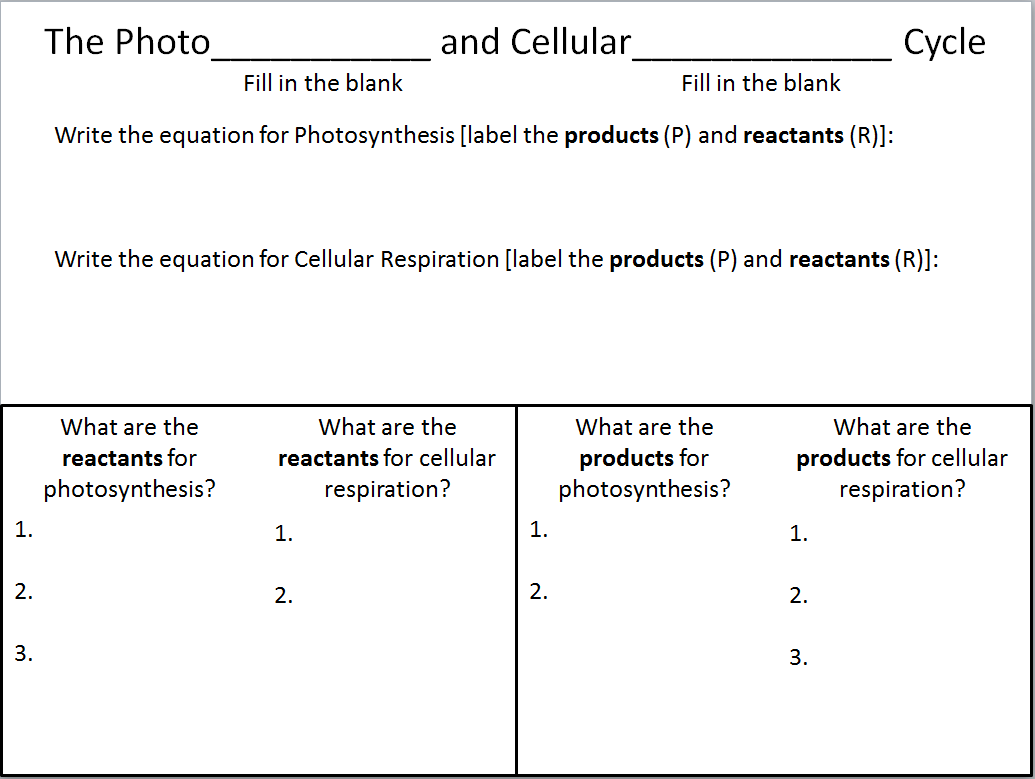 The Photo___________ and Cellular_____________ Cycle
Fill in the blank Fill in the blank
Write the equation for Photosynthesis [label the products (P) and reactants (R)]:
Write the equation for Cellular Respiration [label the products (P) and reactants (R)]:
What are the
reactants for
photosynthesis?
1.
2.
3.
What are the
reactants for cellular
respiration?
1.
2.
What are the
products for
photosynthesis?
1.
2.
What are the
products for cellular
respiration?
1.
2.
3.